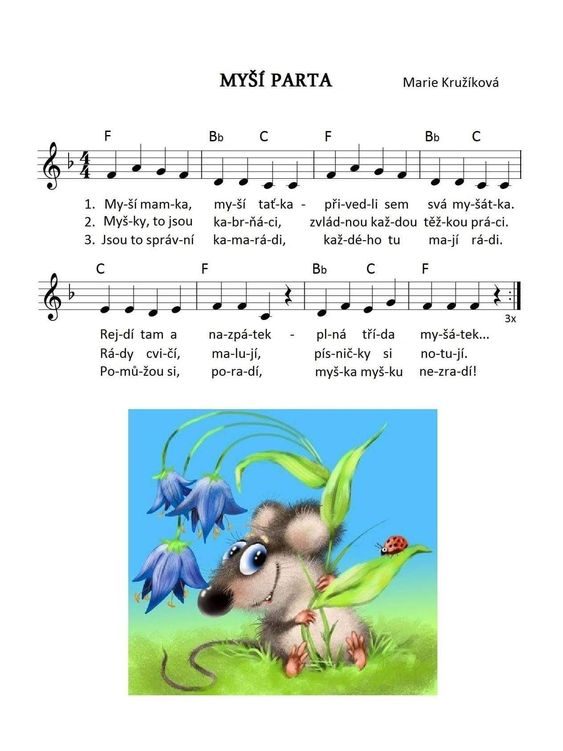 MYŠÍ PARTA
Marie Kružíková
F Bb C F Bb C
4
4
1. My-ší mam-ka, my-ší tať-ka - při-ved-li sem svá my-šát-ka.
2. Myš-ky, to jsou ka-br-ňá-ci, zvlád-nou kaž-dou těž-kou prá-ci.
3. Jsou to správ-ní ka-ma-rá-di, kaž-dé-ho tu ma-jí rá-di.
C F Bb C F
3x
Rej-dí tam a na-zpá-tek - pl-ná tří-da my-šá-tek...
Rá-dy cvi-čí, ma-lu-jí, pís-nič-ky si no-tu-jí.
Po-mů-žou si, po-ra-dí, myš-ka myš-ku ne-zra-dí!